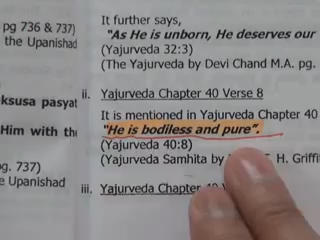 pg 736 & 737)
the Upanishad
ksusa pasyat
Him with the
g. 737)
e Upanishad
It further says,
"As He is unborn, He deserves our
(Yajurveda 32:3)
(The Yajurveda by Devi Chand M.A. pg.
ii. Yajurveda Chapter 40 Verse 8
It is mentioned in Yajurveda Chapter 40
"He is bodiless and pure".
(Yajurveda 40:8)
(Yajurveda Samhita by H. Griffi
iii. Yajurveda Chapter